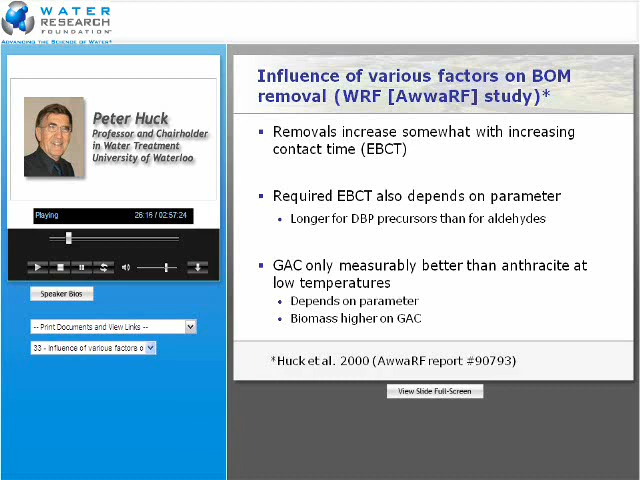 WATER
RESEARCH
FOUNDATION™
ADVANCING THE SCIENCE OF WATER®
Peter Huck
Professor and Chairholder
in Water Treatment
University of Waterloo
Playing 26:16 / 02:57:24
Speaker Bios
-- Print Documents and View Links --
33 - Influence of various factors o
Influence of various factors on BOM
removal (WRF [AwwaRF] study)*
Removals increase somewhat with increasing
contact time (EBCT)
Required EBCT also depends on parameter
Longer for DBP precursors than for aldehydes
GAC only measurably better than anthracite at
low temperatures
Depends on parameter
Biomass higher on GAC
*Huck et al. 2000 (AwwaRF report #90793)
View Slide Full-Screen